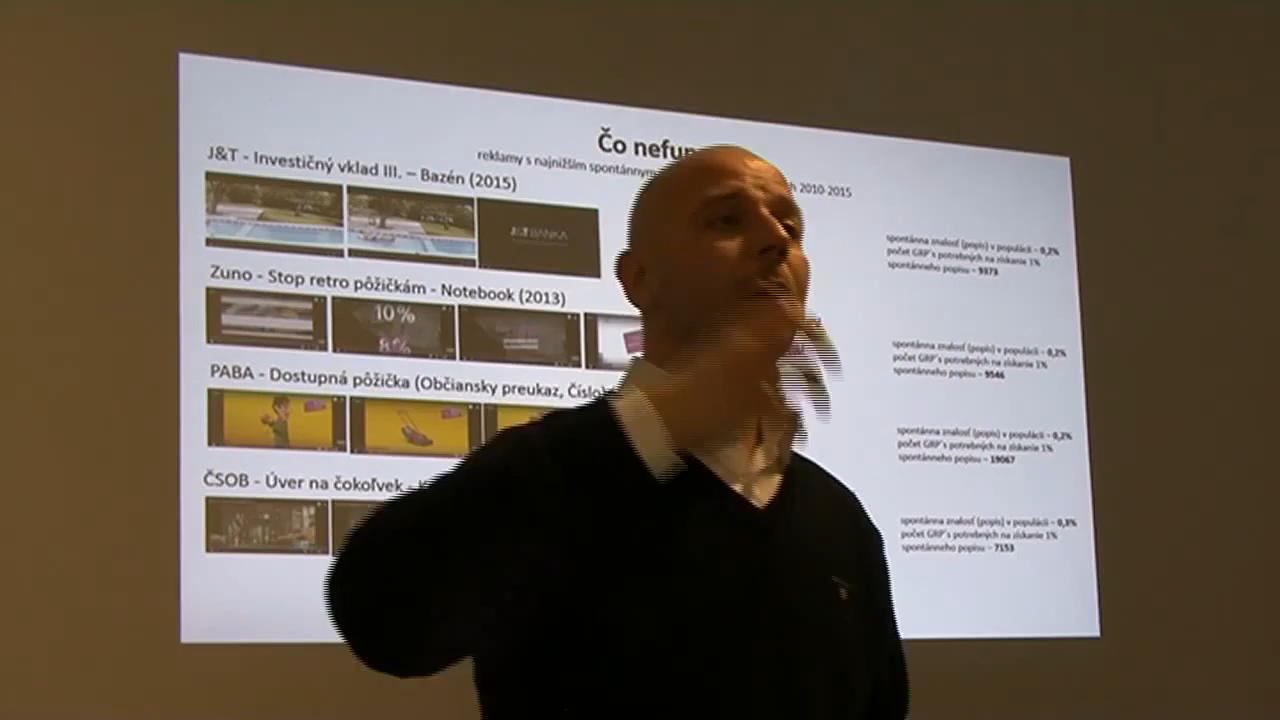 Čo nefun
reklamy s najnižším spontánnym
h 2010-2015
J&T - Investičný vklad III. – Bazén (2015)
J&T BANKA
spontánna znalosť (popis) v populácii – 0,2%
počet GRP´s potrebných na získanie 1%
spontánneho popisu – 9373
Zuno - Stop retro pôžičkám - Notebook (2013)
10%
8%
spontánna znalosť (popis) v populácii – 0,2%
počet GRP´s potrebných na získanie 1%
spontánneho popisu – 9546
PABA - Dostupná pôžička (Občiansky preukaz, Číslo
spontánna znalosť (popis) v populácii – 0,2%
počet GRP´s potrebných na získanie 1%
spontánneho popisu – 19067
ČSOB - Úver na čokoľvek -
spontánna znalosť (popis) v populácii – 0,3%
počet GRP´s potrebných na získanie 1%
spontánneho popisu – 7153